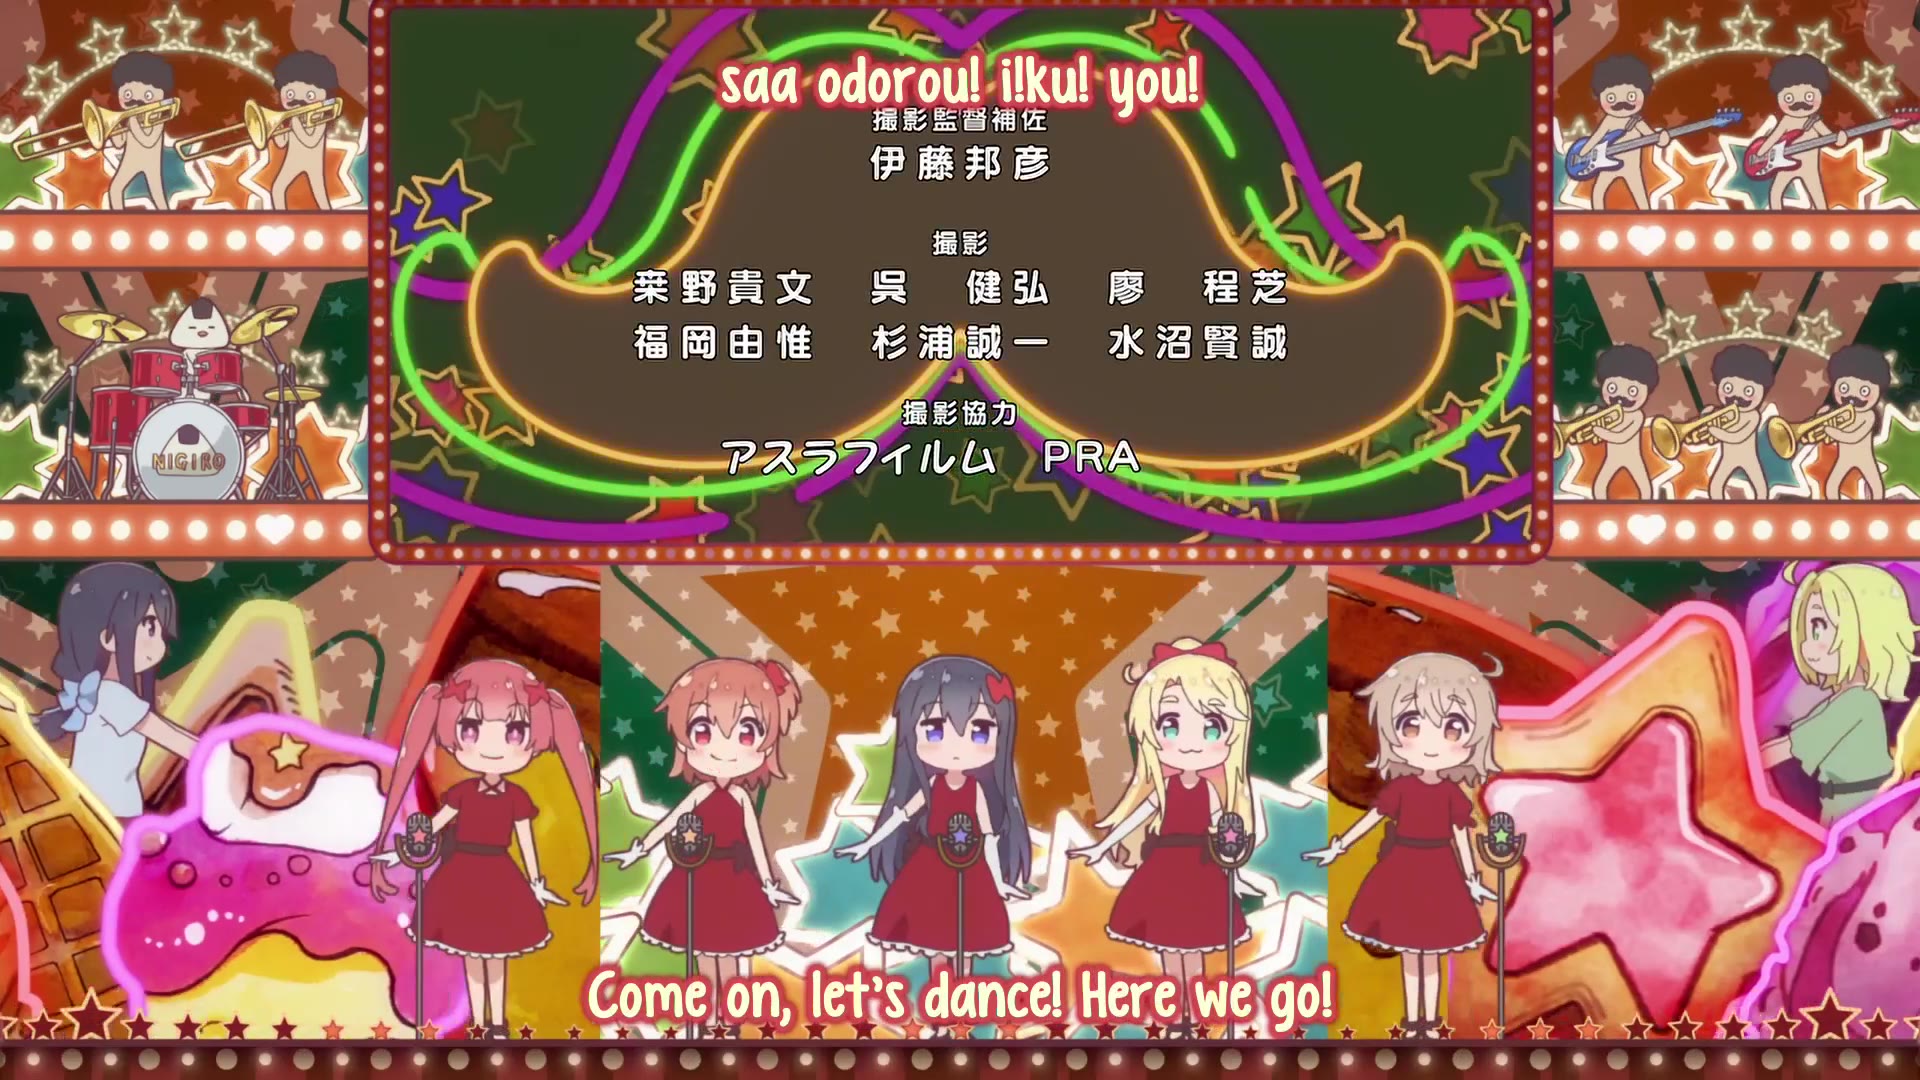 saa odorou! i!ku! you!
撮影監督補佐
伊藤邦彦
撮影
桒野貴文 呉 健弘 廖 程芝
福岡由惟 杉浦誠一 水沼賢誠
撮影協力
アスラフィルム PRA
NIGIRO
Come on, let's dance! Here we go!